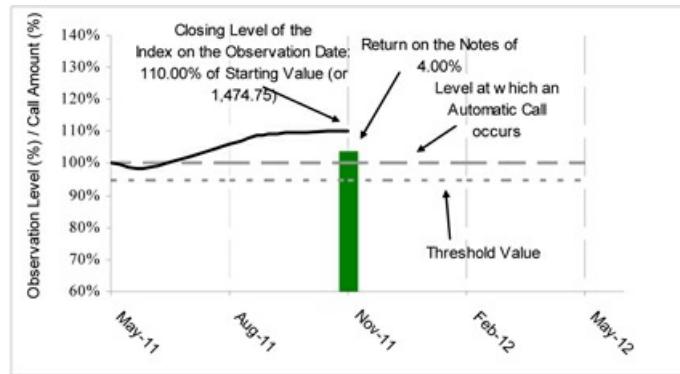 Observation Level (%) / Call Amount (%)
140%
130%
120%
110%
100%
90%
80%
70%
60%
Closing Level of the
Index on the Observation Date:
110.00% of Starting Value (or
1,474.75)
Return on the Notes of
4.00%
Level at which an
Automatic Call
occurs
Threshold Value
May-11
Aug-11
Nov-11
Feb-12
May-12